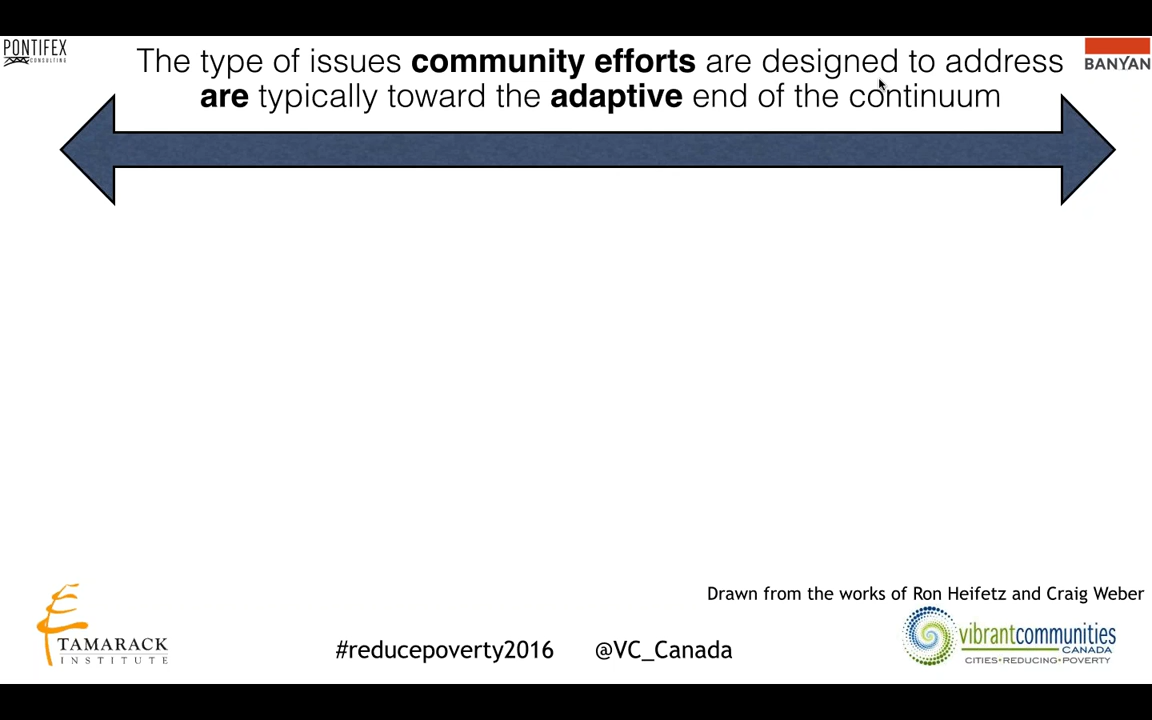 PONTIFEX
CONSULTING
The type of issues community efforts are designed to address
are typically toward the adaptive end of the continuum
BANYAN
Drawn from the works of Ron Heifetz and Craig Weber
TAMARACK
INSTITUTE
#reducepoverty2016 @VC_Canada
vibrantcommunities
CANADA
CITIES•REDUCING•POVERTY